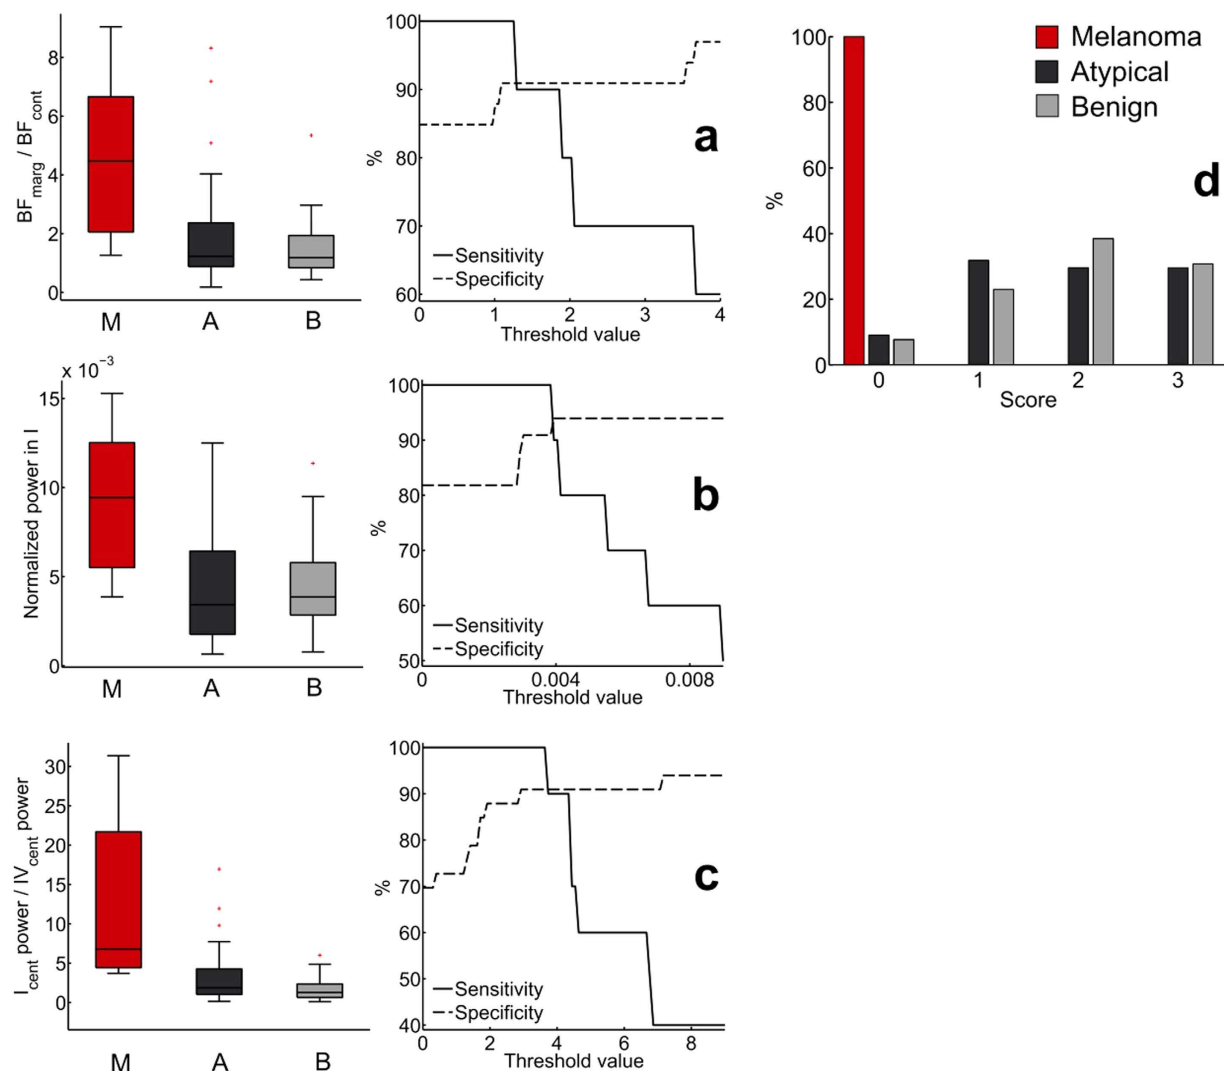 8
6
4
2
0
BF_marg / BF_cont
M A B
100
90
80
70
60
%
a
Sensitivity
Specificity
0 1 2 3 4
Threshold value
100
80
60
40
20
0
%
Melanoma
Atypical
Benign
d
0 1 2 3
Score
x 10⁻³
15
10
5
0
Normalized power in I
M A B
100
90
80
70
60
50
%
b
Sensitivity
Specificity
0 0.004 0.008
Threshold value
30
25
20
15
10
5
0
I_cent power / IV_cent power
M A B
100
90
80
70
60
50
40
%
c
Sensitivity
Specificity
0 2 4 6 8
Threshold value